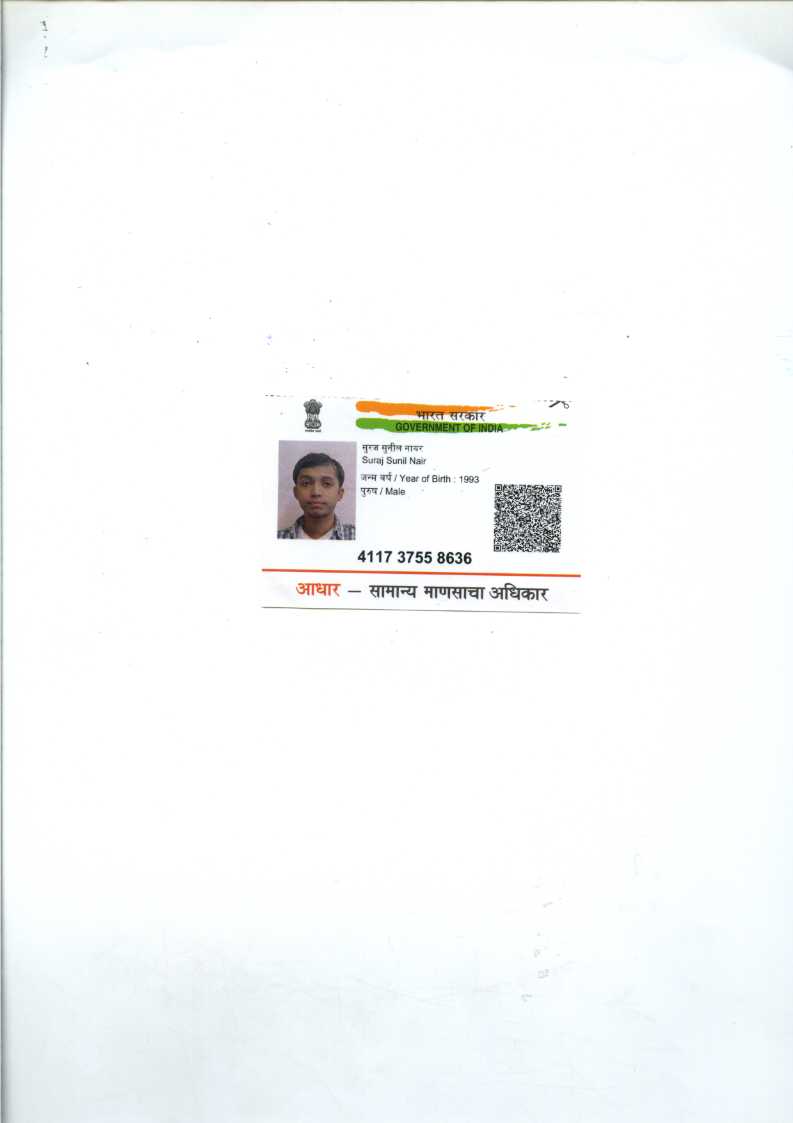 भारत सरकार
GOVERNMENT OF INDIA
सुरज सुनील नायर
Suraj Sunil Nair
जन्म वर्ष / Year of Birth : 1993
पुरुष / Male
4117 3755 8636
आधार – सामान्य माणसाचा अधिकार